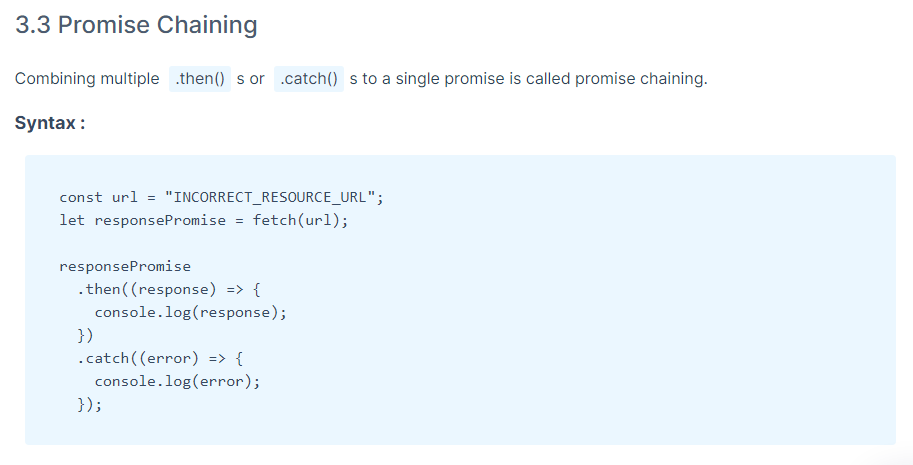 3.3 Promise Chaining
Combining multiple .then() s or .catch() s to a single promise is called promise chaining.
Syntax :
const url = "INCORRECT_RESOURCE_URL";
let responsePromise = fetch(url);
responsePromise
.then((response) => {
console.log(response);
})
.catch((error) => {
console.log(error);
});